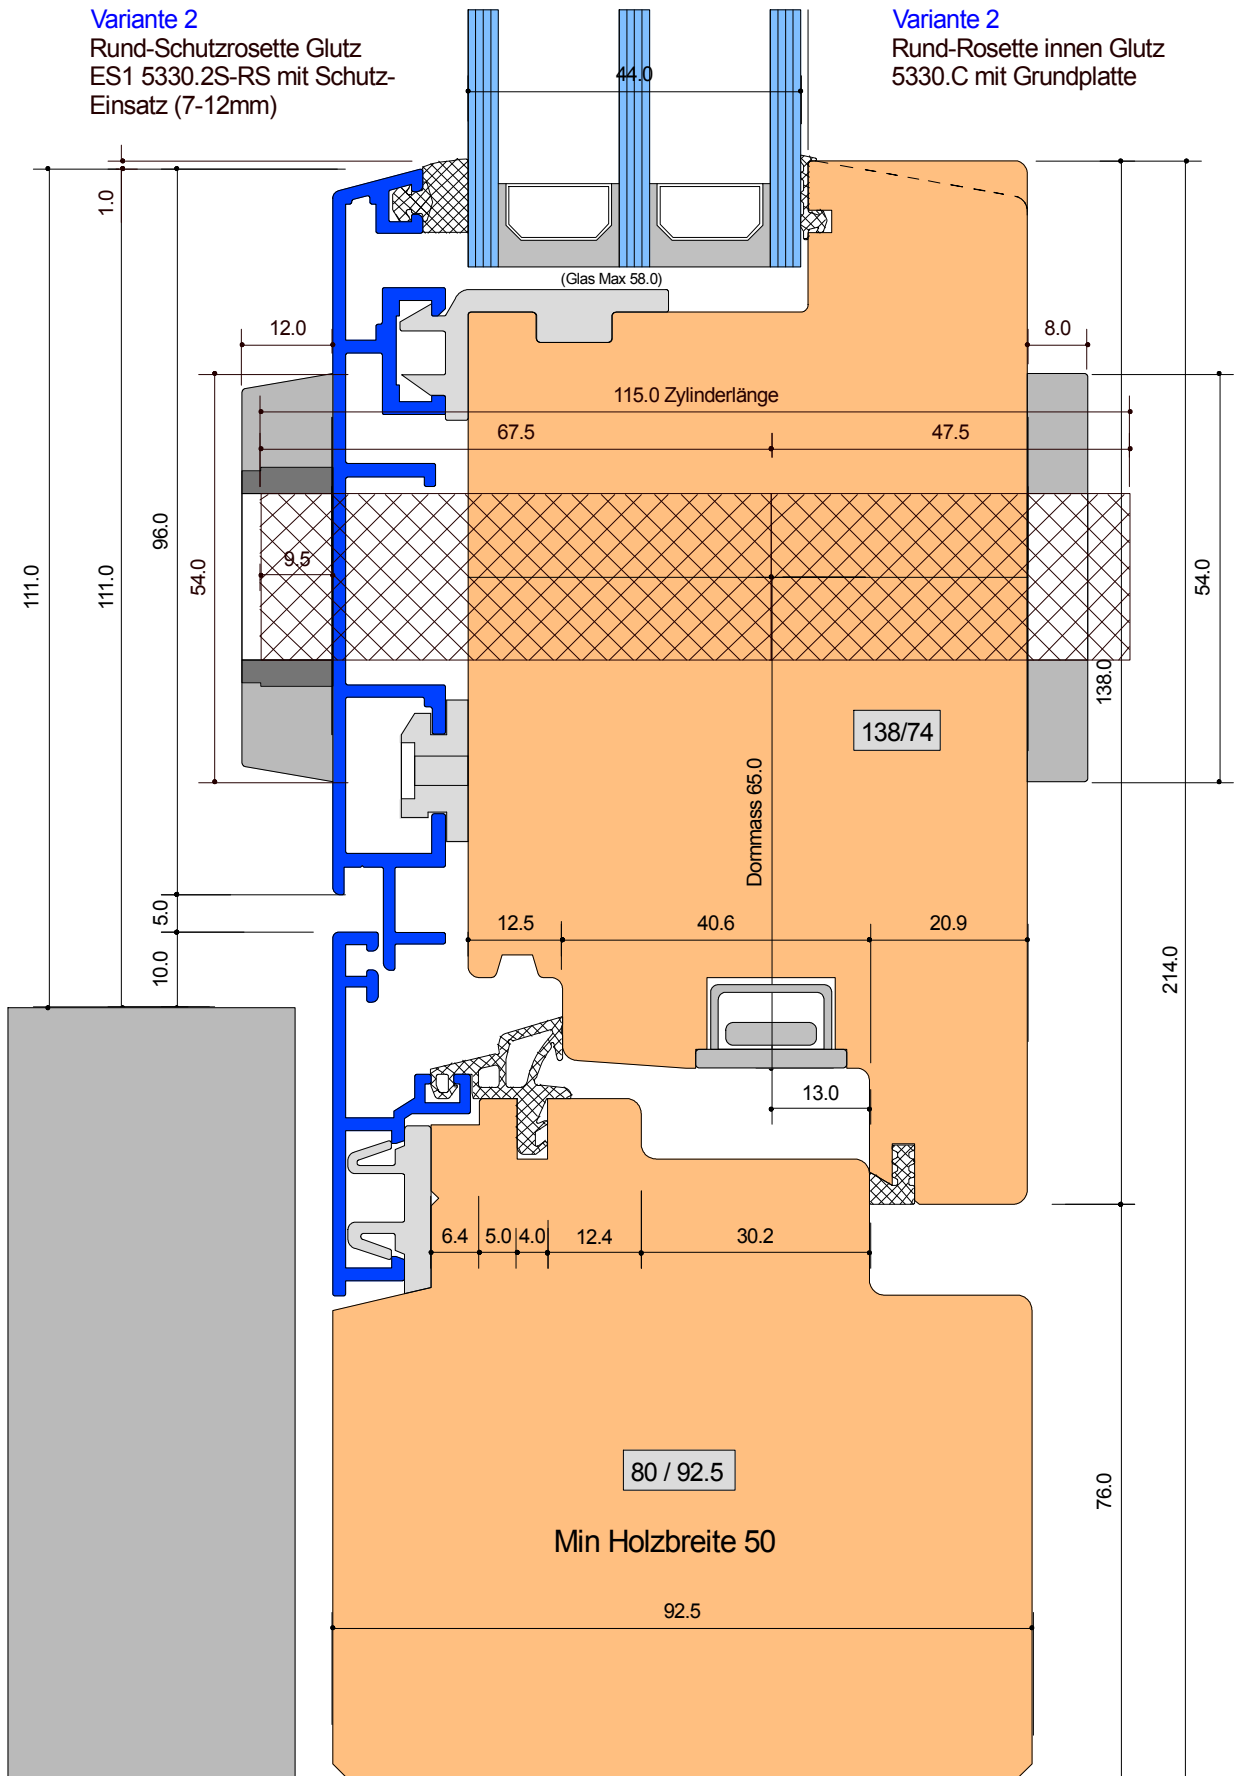 Variante 2
Rund-Schutzrosette Glutz
ES1 5330.2S-RS mit Schutz-
Einsatz (7-12mm)
Variante 2
Rund-Rosette innen Glutz
5330.C mit Grundplatte
44.0
1.0
(Glas Max 58.0)
12.0
8.0
115.0 Zylinderlänge
67.5
47.5
96.0
9.5
111.0
111.0
54.0
54.0
138.0
138/74
Dornmass 65.0
5.0
12.5
40.6
20.9
10.0
214.0
13.0
6.4
5.0
4.0
12.4
30.2
80 / 92.5
76.0
Min Holzbreite 50
92.5